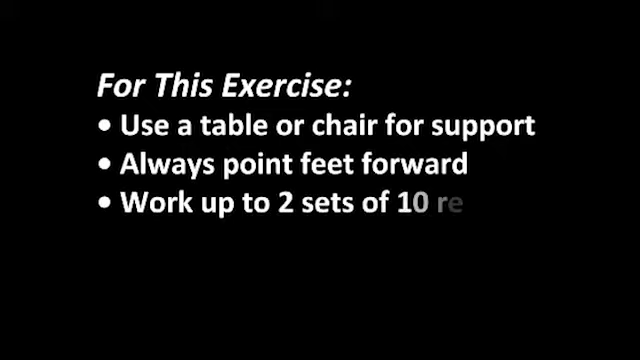 For This Exercise:
• Use a table or chair for support
• Always point feet forward
• Work up to 2 sets of 10 re